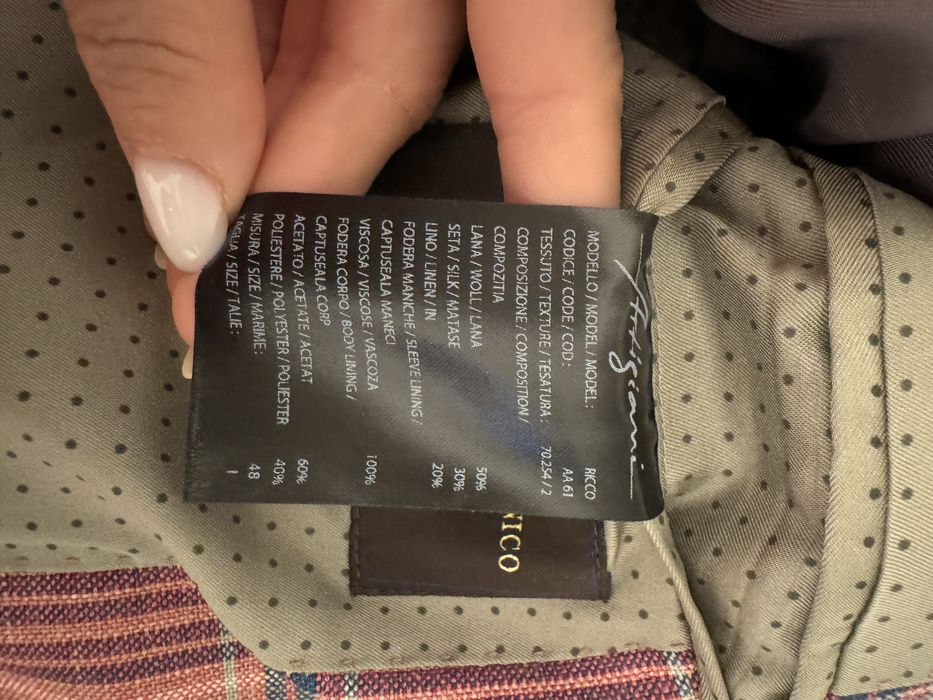 Artigiani
MODELLO / MODEL / MODEL : RICCO
CODICE / CODE / COD : AA 61
TESSUTO / TEXTURE / TESATURA : 70.254 / 2
COMPOSIZIONE / COMPOSITION /
COMPOZITIA
LANA / WOLL / LANA 50%
SETA / SILK / MATASE 30%
LINO / LINEN / IN 20%
FODERA MANICHE / SLEEVE LINING /
CAPTUSEALA MANECI
VISCOSA / VISCOSE / VASCOZA 100%
FODERA CORPO / BODY LINING /
CAPTUSEALA CORP
ACETATO / ACETATE / ACETAT 60%
POLIESTERE / POLYESTER / POLIESTER 40%
MISURA / SIZE / MARIME : 48
TAGLIA / SIZE / TALIE : I
NICO